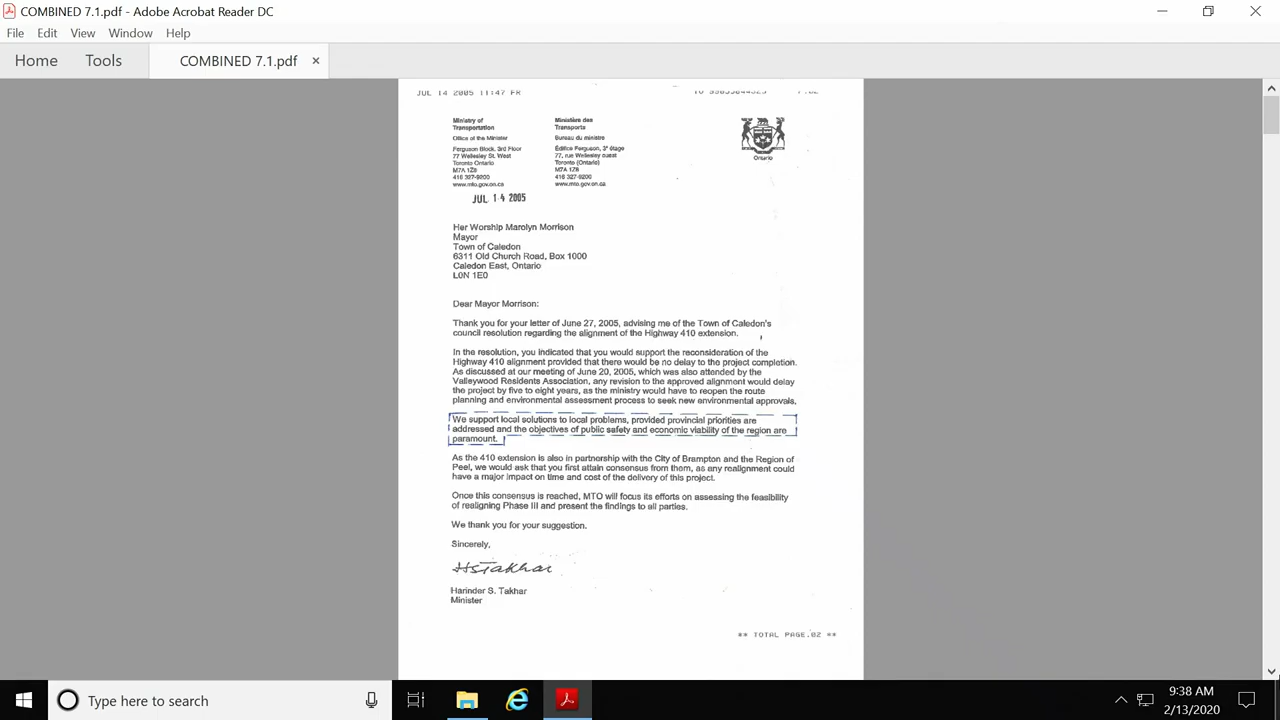 COMBINED 7.1.pdf - Adobe Acrobat Reader DC
File Edit View Window Help
Home Tools COMBINED 7.1.pdf ×
JUL 14 2005 11:47 FR TO
Ministry of
Transportation
Office of the Minister
Ferguson Block, 3rd Floor
77 Wellesley St. West
Toronto Ontario
M7A 1Z8
416 327-9200
www.mto.gov.on.ca
Ministère des
Transports
Bureau du ministre
Édifice Ferguson, 3e étage
77, rue Wellesley ouest
Toronto (Ontario)
M7A 1Z8
416 327-9200
www.mto.gov.on.ca
Ontario
JUL 14 2005
Her Worship Marolyn Morrison
Mayor
Town of Caledon
6311 Old Church Road, Box 1000
Caledon East, Ontario
L0N 1E0
Dear Mayor Morrison:
Thank you for your letter of June 27, 2005, advising me of the Town of Caledon's
council resolution regarding the alignment of the Highway 410 extension.
In the resolution, you indicated that you would support the reconsideration of the
Highway 410 alignment provided that there would be no delay to the project completion.
As discussed at our meeting of June 20, 2005, which was also attended by the
Valleywood Residents Association, any revision to the approved alignment would delay
the project by five to eight years, as the ministry would have to reopen the route
planning and environmental assessment process to seek new environmental approvals.
We support local solutions to local problems, provided provincial priorities are
addressed and the objectives of public safety and economic viability of the region are
paramount.
As the 410 extension is also in partnership with the City of Brampton and the Region of
Peel, we would ask that you first attain consensus from them, as any realignment could
have a major impact on time and cost of the delivery of this project.
Once this consensus is reached, MTO will focus its efforts on assessing the feasibility
of realigning Phase III and present the findings to all parties.
We thank you for your suggestion.
Sincerely,
HSTakhar
Harinder S. Takhar
Minister
** TOTAL PAGE.02 **
Type here to search
9:38 AM
2/13/2020